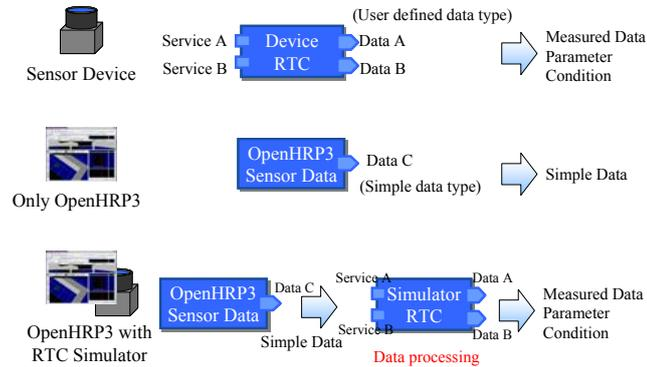 (User defined data type)
Service A
Service B
Device
RTC
Data A
Data B
Measured Data
Parameter
Condition
Sensor Device
OpenHRP3
Sensor Data
Data C
(Simple data type)
Simple Data
Only OpenHRP3
OpenHRP3
Sensor Data
Data C
Simple Data
Service A
Service B
Simulator
RTC
Data A
Data B
Measured Data
Parameter
Condition
OpenHRP3 with
RTC Simulator
Data processing